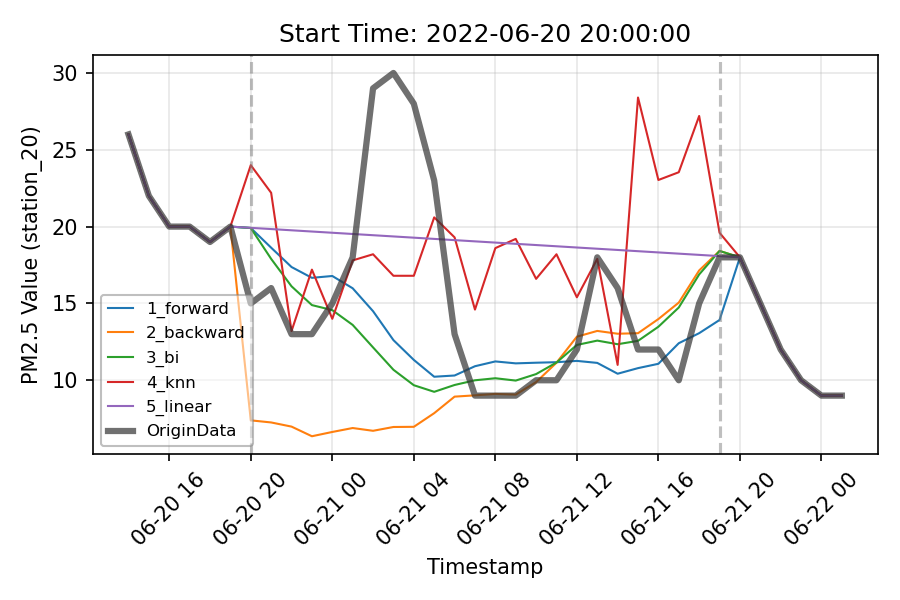 Start Time: 2022-06-20 20:00:00
PM2.5 Value (station_20)
30
25
20
15
10
1_forward
2_backward
3_bi
4_knn
5_linear
OriginData
06-20 16
06-20 20
06-21 00
06-21 04
06-21 08
06-21 12
06-21 16
06-21 20
06-22 00
Timestamp